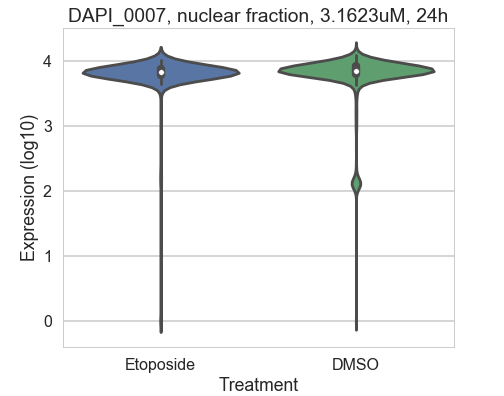 DAPI_0007, nuclear fraction, 3.1623uM, 24h
4
3
2
1
0
Expression (log10)
Etoposide DMSO
Treatment